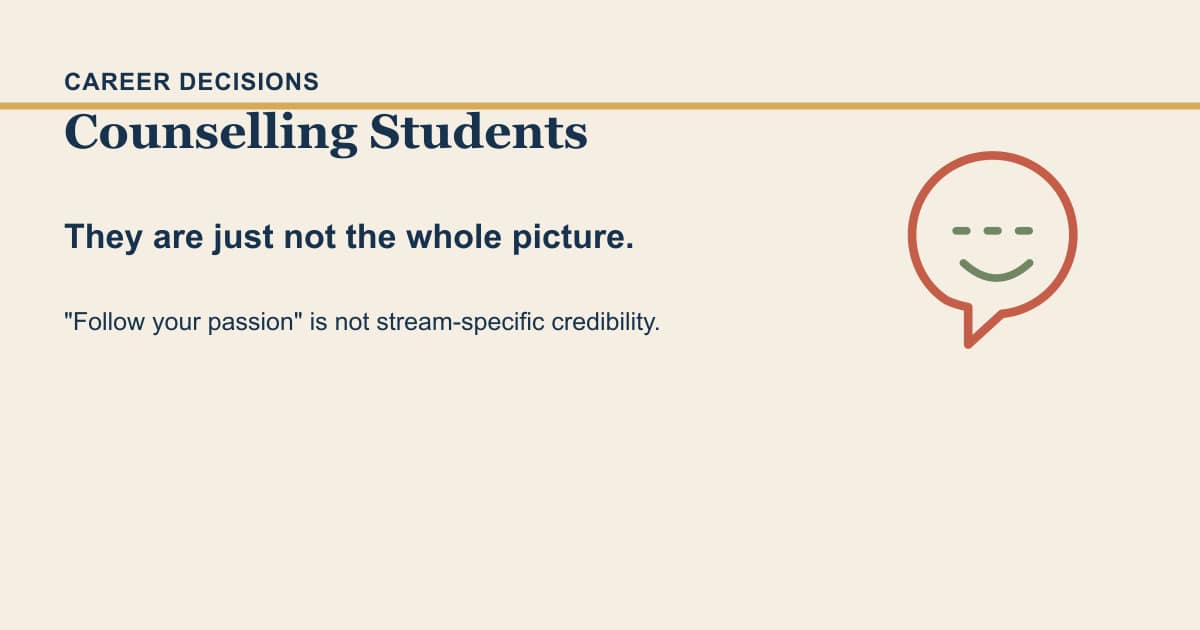 CAREER DECISIONS
Counselling Students
They are just not the whole picture.
"Follow your passion" is not stream-specific credibility.